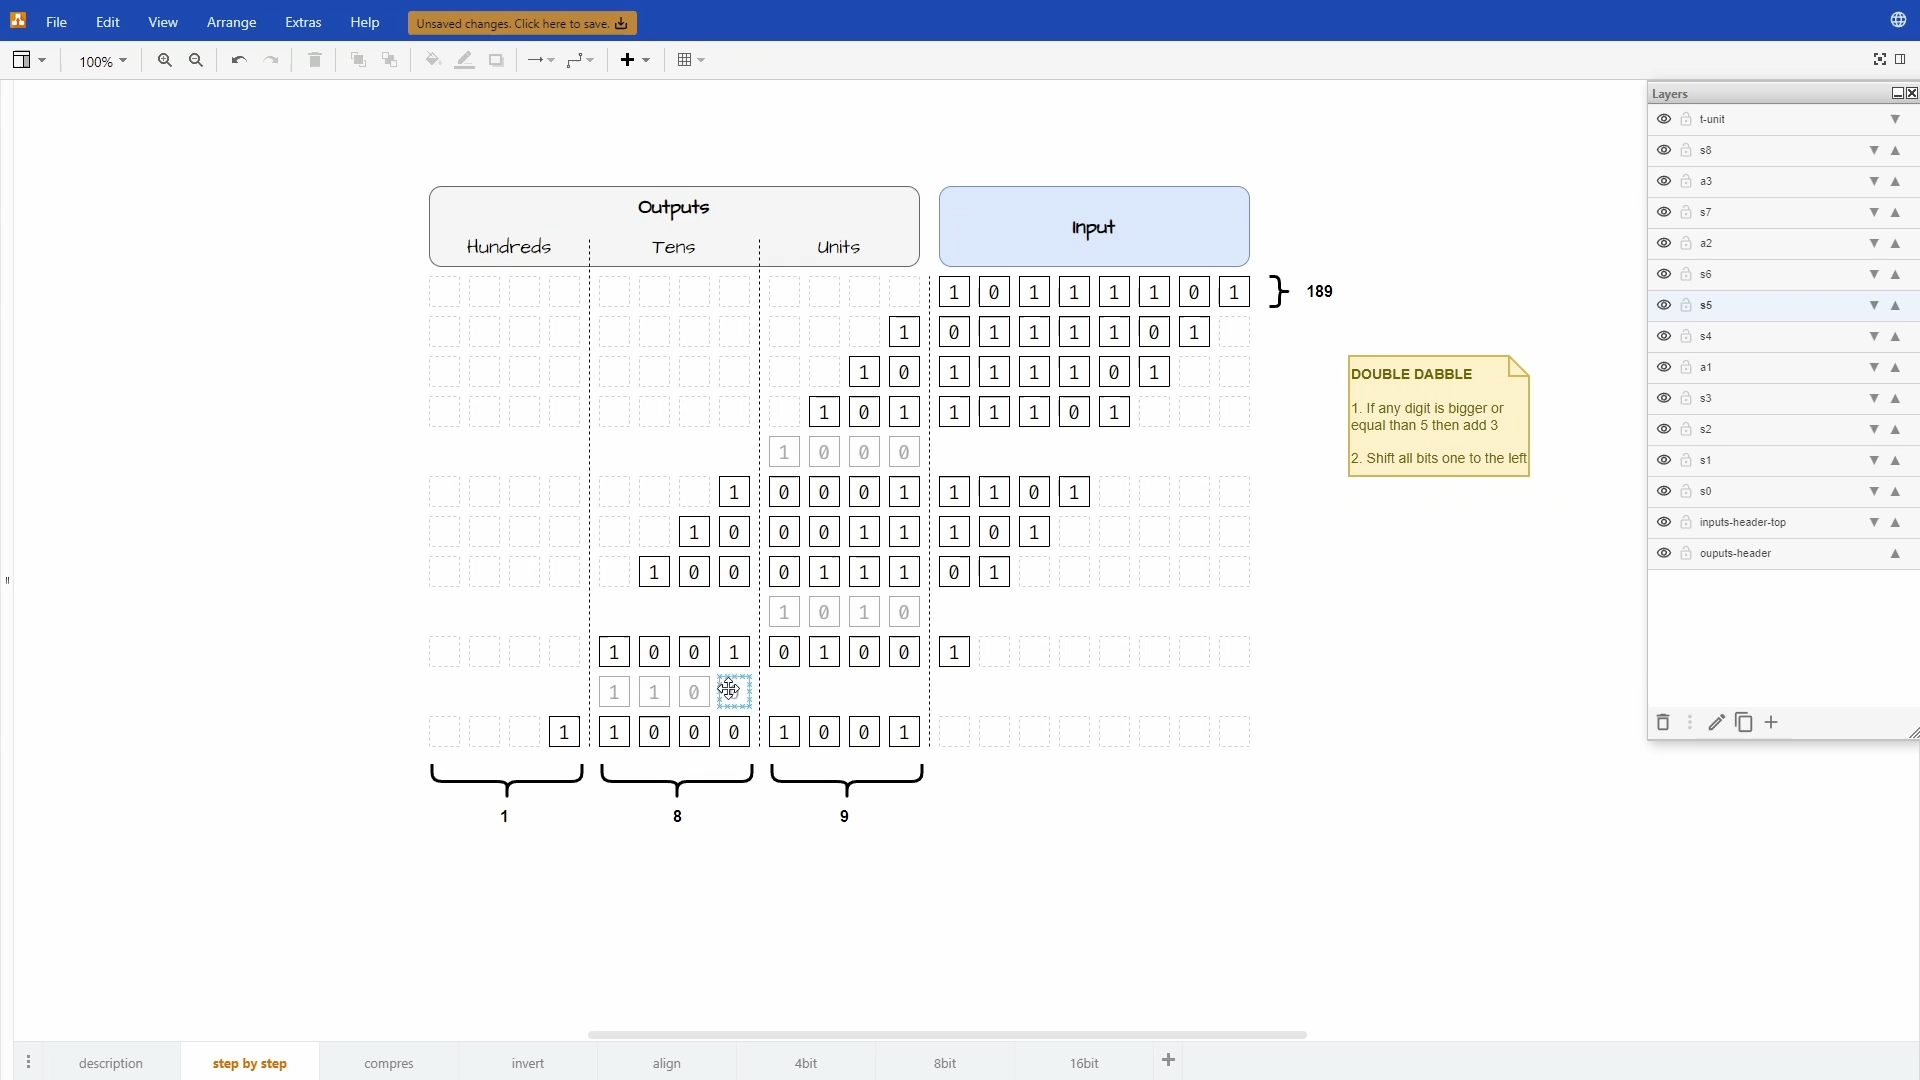 File Edit View Arrange Extras Help Unsaved changes. Click here to save.
100%
Layers
t-unit
s8
a3
s7
a2
s6
s5
s4
a1
s3
s2
s1
s0
inputs-header-top
ouputs-header
Outputs
Hundreds Tens Units
Input
1 0 1 1 1 1 0 1 189
1 0 1 1 1 1 0 1
1 0 1 1 1 1 0 1
1 0 1 1 1 1 0 1
1 0 0 0
1 0 0 0 1 1 1 0 1
1 0 0 0 1 1 1 0 1
1 0 0 0 1 1 1 0 1
1 0 1 0
1 0 0 1 0 1 0 0 1
1 1 0
1 1 0 0 0 1 0 0 1
1 8 9
DOUBLE DABBLE
1. If any digit is bigger or
equal than 5 then add 3
2. Shift all bits one to the left
description step by step compres invert align 4bit 8bit 16bit